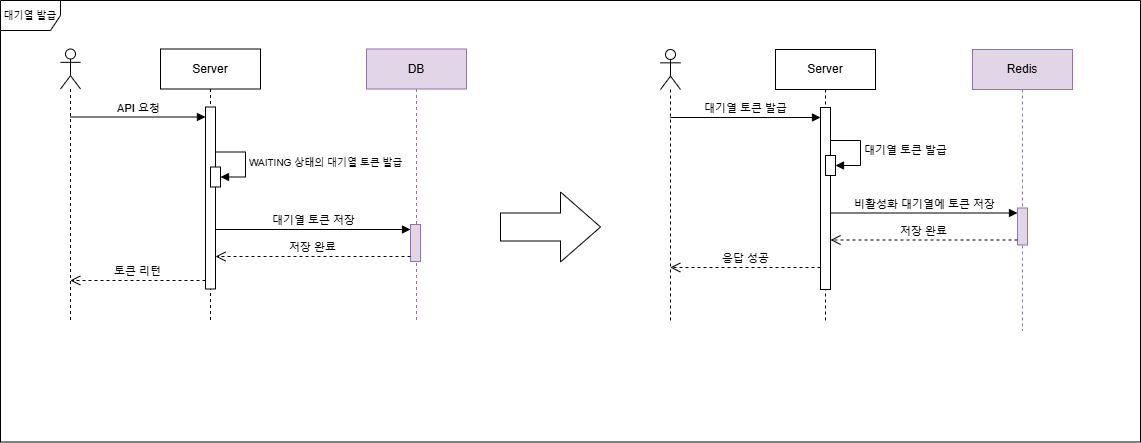 대기열 발급
Server
DB
API 요청
WAITING 상태의 대기열 토큰 발급
대기열 토큰 저장
저장 완료
토큰 리턴
Server
Redis
대기열 토큰 발급
대기열 토큰 발급
비활성화 대기열에 토큰 저장
저장 완료
응답 성공